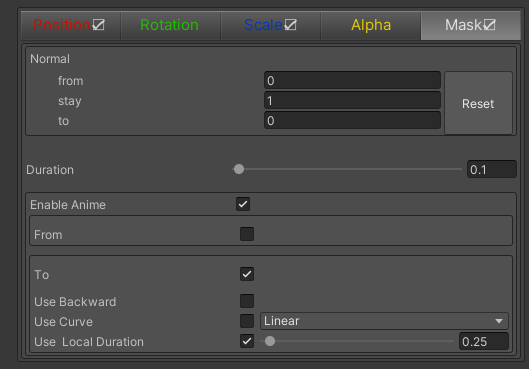 Position Rotation Scale Alpha Mask
Normal
from 0
stay 1
to 0
Reset
Duration 0.1
Enable Anime
From
To
Use Backward
Use Curve Linear
Use Local Duration 0.25